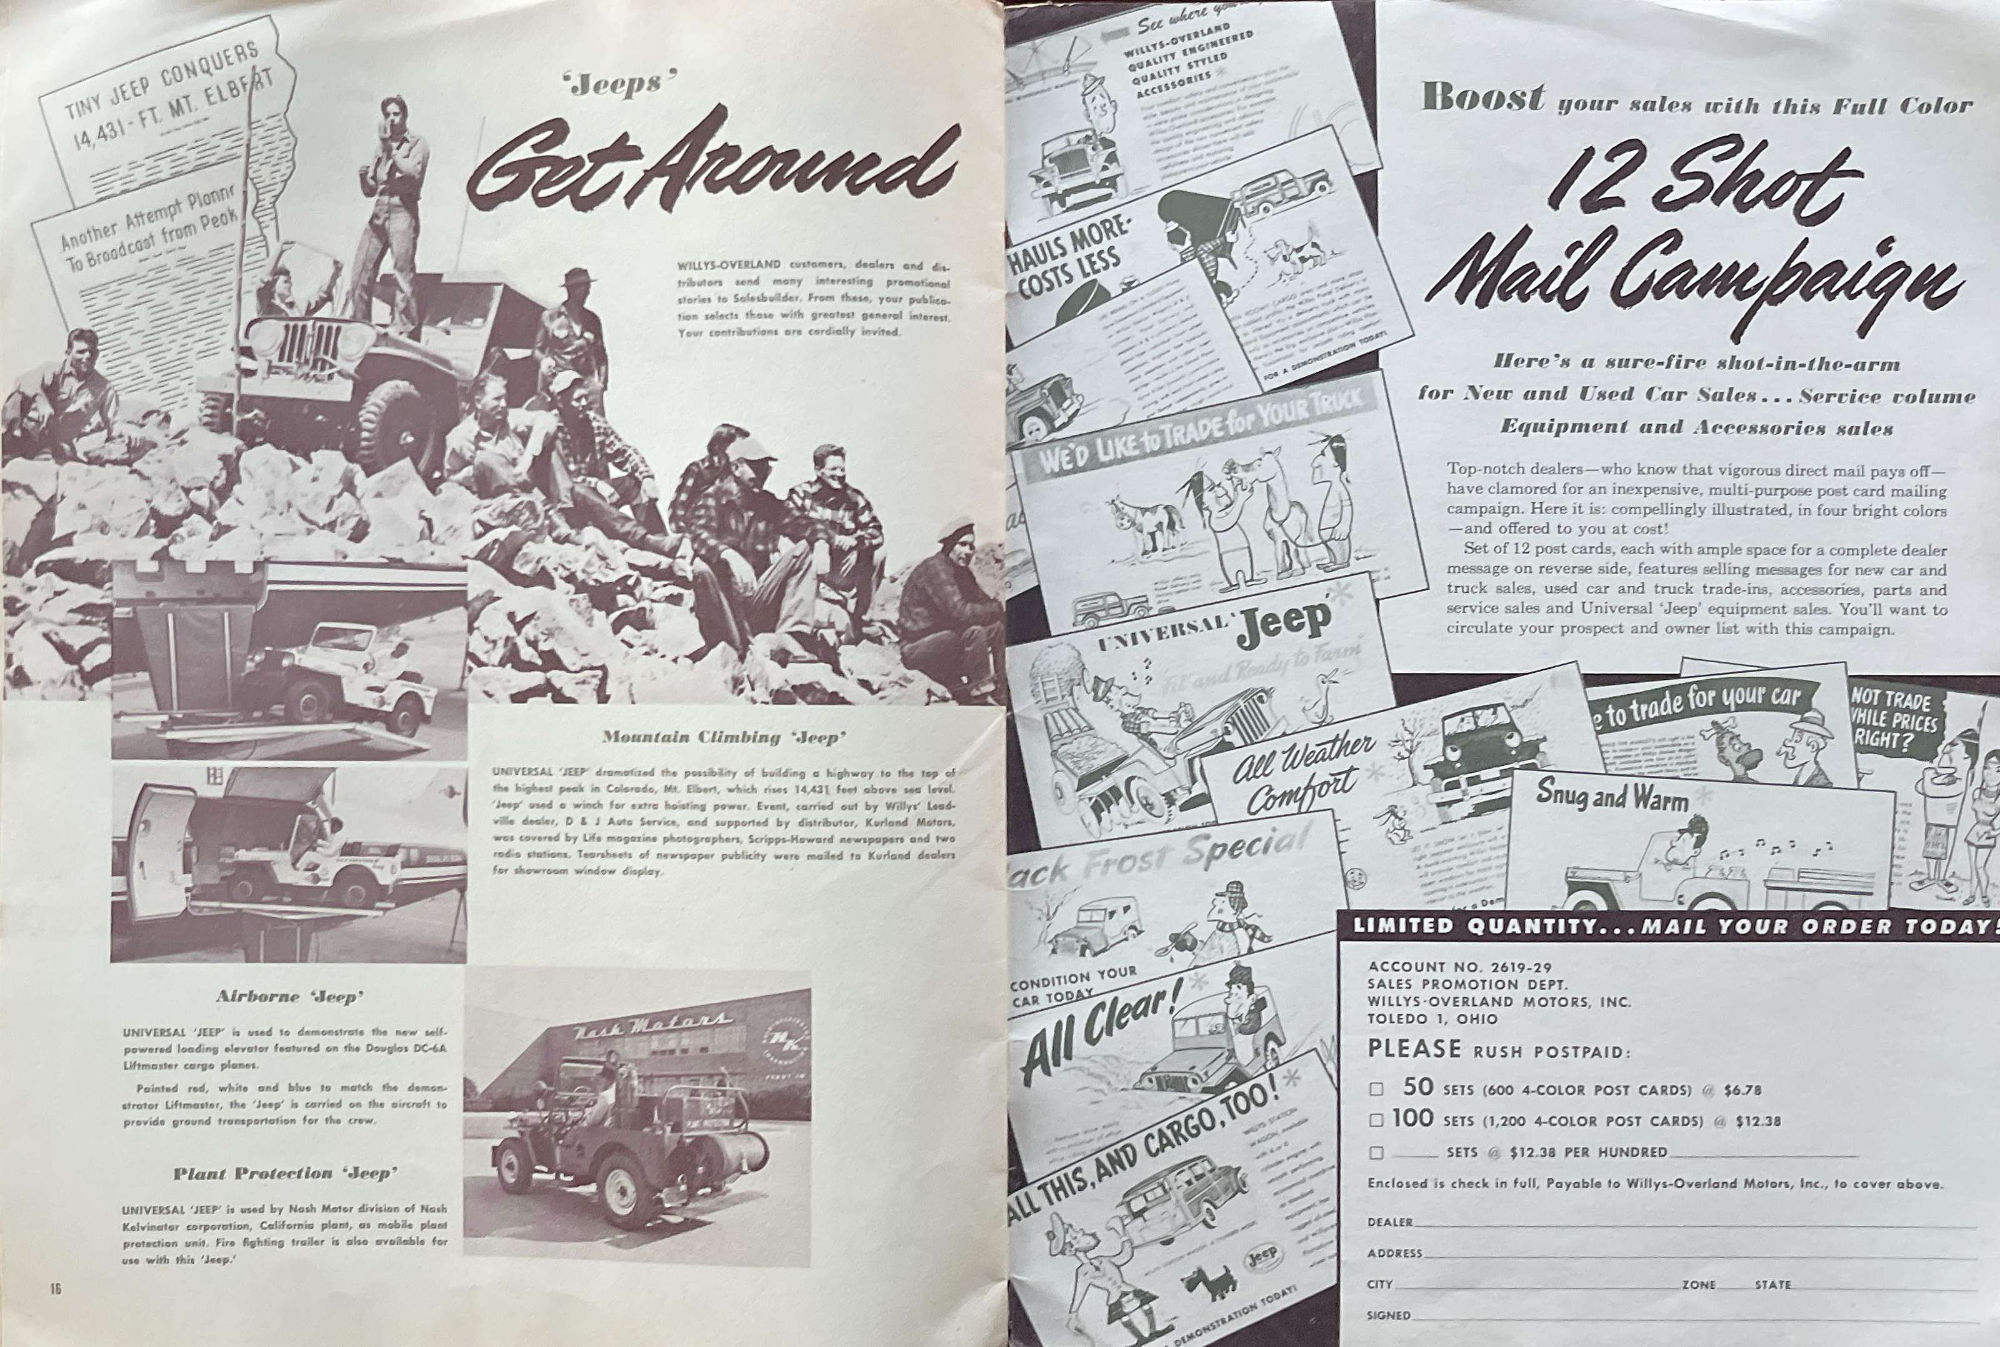 TINY JEEP CONQUERS
14,431-FT. MT. ELBERT
Another Attempt Plann
To Broadcast from Peak
'Jeeps'
Get Around
WILLYS-OVERLAND customers, dealers and dis-
tributors send many interesting promotional
stories to Salesbuilder. From these, your publica-
tion selects those with greatest general interest.
Your contributions are cordially invited.
Mountain Climbing 'Jeep'
UNIVERSAL 'JEEP' dramatized the possibility of building a highway to the top of
the highest peak in Colorado, Mt. Elbert, which rises 14,431 feet above sea level.
'Jeep' used a winch for extra hoisting power. Event, carried out by Willys' Lead-
ville dealer, D & J Auto Service, and supported by distributor, Kurland Motors,
was covered by Life magazine photographers, Scripps-Howard newspapers and two
radio stations. Tearsheets of newspaper publicity were mailed to Kurland dealers
for showroom window display.
Airborne 'Jeep'
UNIVERSAL 'JEEP' is used to demonstrate the new self-
powered loading elevator featured on the Douglas DC-6A
Liftmaster cargo planes.
Painted red, white and blue to match the demon-
strator Liftmaster, the 'Jeep' is carried on the aircraft to
provide ground transportation for the crew.
Plant Protection 'Jeep'
UNIVERSAL 'JEEP' is used by Nash Motor division of Nash
Kelvinator corporation, California plant, as mobile plant
protection unit. Fire fighting trailer is also available for
use with this 'Jeep.'
Nash Motors
NK
16
See where you
WILLYS-OVERLAND
QUALITY ENGINEERED
QUALITY STYLED
ACCESSORIES
HAULS MORE-
COSTS LESS
FOR A DEMONSTRATION TODAY!
WE'D LIKE to TRADE for YOUR TRUCK
UNIVERSAL 'Jeep'
Fit and Ready to Farm
All Weather
Comfort
e to trade for your car
NOT TRADE
WHILE PRICES
RIGHT?
Snug and Warm
ack Frost Special
CONDITION YOUR
CAR TODAY
All Clear!
ALL THIS, AND CARGO, TOO!
WILLYS STATION
WAGON, available
Jeep
DEMONSTRATION TODAY!
Boost your sales with this Full Color
12 Shot
Mail Campaign
Here's a sure-fire shot-in-the-arm
for New and Used Car Sales...Service volume
Equipment and Accessories sales
Top-notch dealers—who know that vigorous direct mail pays off—
have clamored for an inexpensive, multi-purpose post card mailing
campaign. Here it is: compellingly illustrated, in four bright colors
—and offered to you at cost!
Set of 12 post cards, each with ample space for a complete dealer
message on reverse side, features selling messages for new car and
truck sales, used car and truck trade-ins, accessories, parts and
service sales and Universal 'Jeep' equipment sales. You'll want to
circulate your prospect and owner list with this campaign.
LIMITED QUANTITY...MAIL YOUR ORDER TODAY!
ACCOUNT NO. 2619-29
SALES PROMOTION DEPT.
WILLYS-OVERLAND MOTORS, INC.
TOLEDO 1, OHIO
PLEASE RUSH POSTPAID:
50 SETS (600 4-COLOR POST CARDS) @ $6.78
100 SETS (1,200 4-COLOR POST CARDS) @ $12.38
SETS @ $12.38 PER HUNDRED
Enclosed is check in full, Payable to Willys-Overland Motors, Inc., to cover above.
DEALER
ADDRESS
CITY ZONE STATE
SIGNED